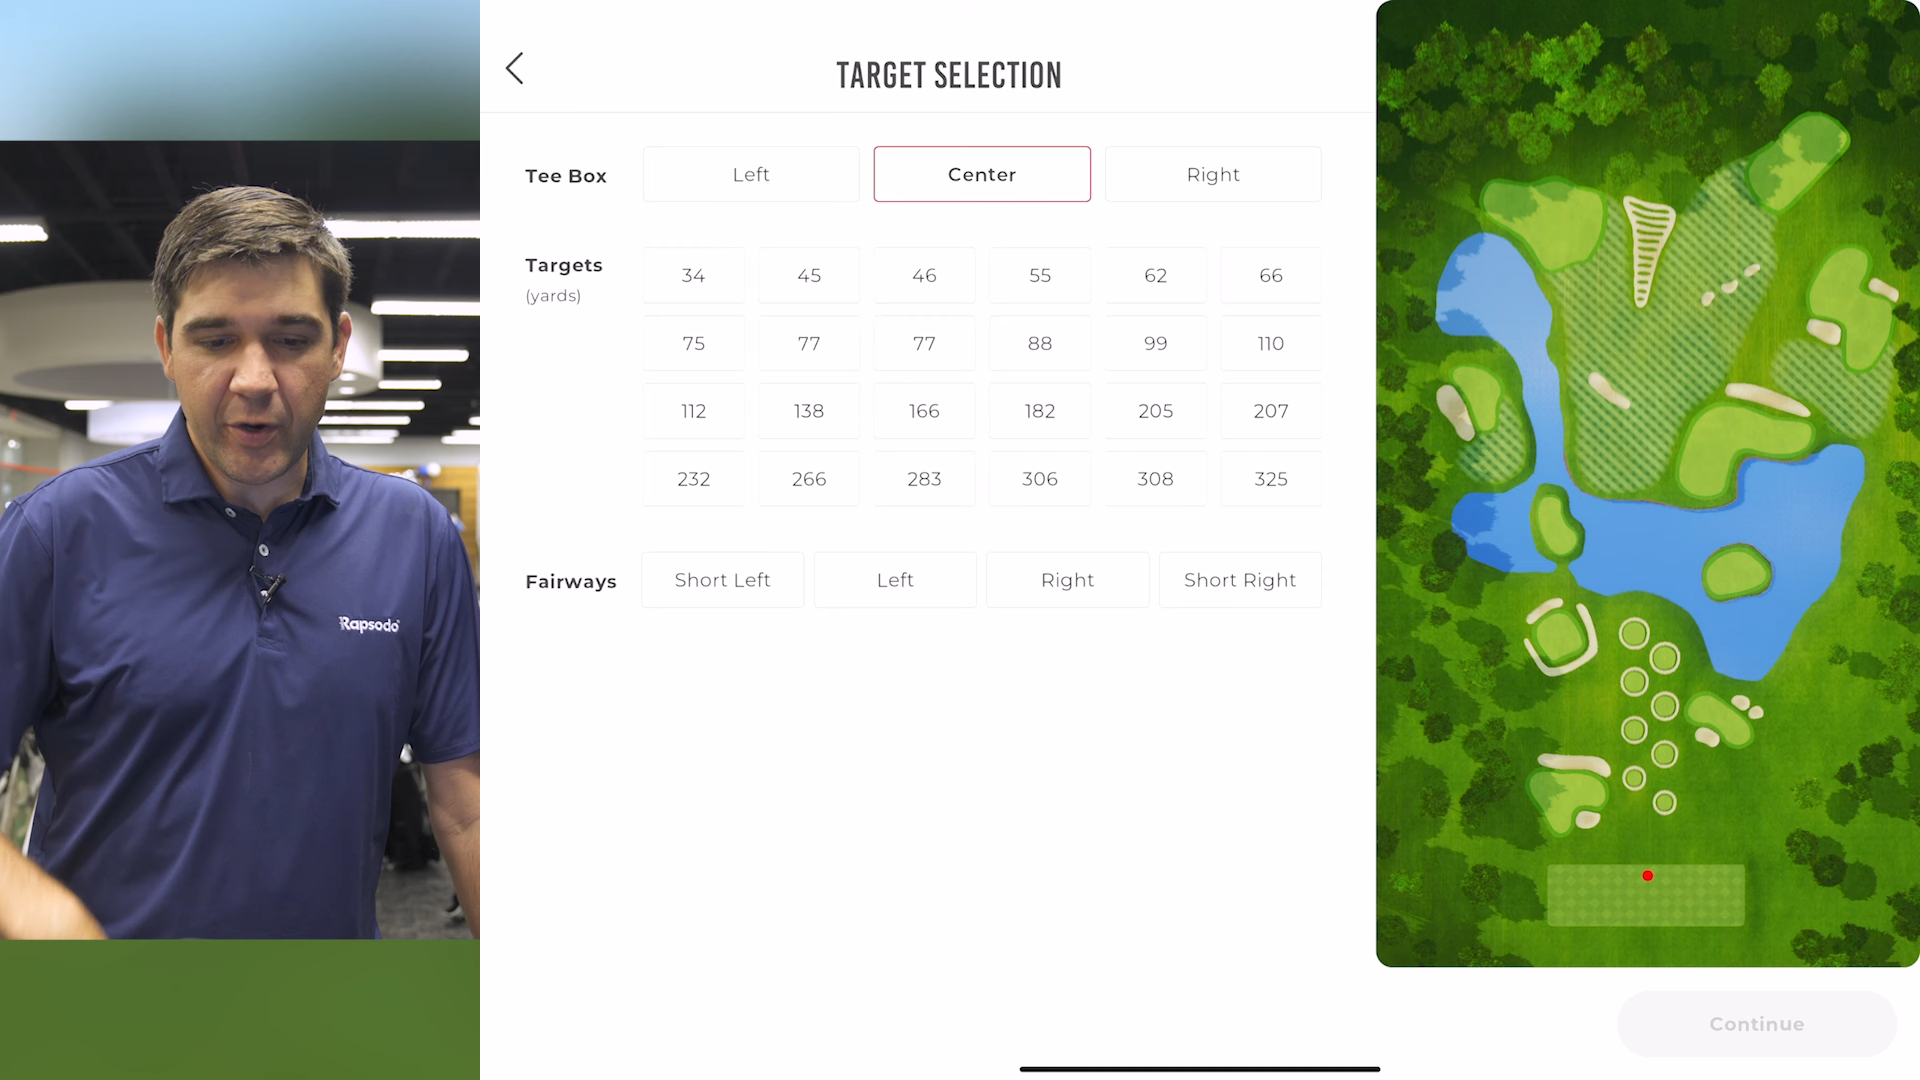 TARGET SELECTION
Tee Box Left Center Right
Targets 34 45 46 55 62 66
(yards)
75 77 77 88 99 110
112 138 166 182 205 207
232 266 283 306 308 325
Fairways Short Left Left Right Short Right
Rapsodo
Continue